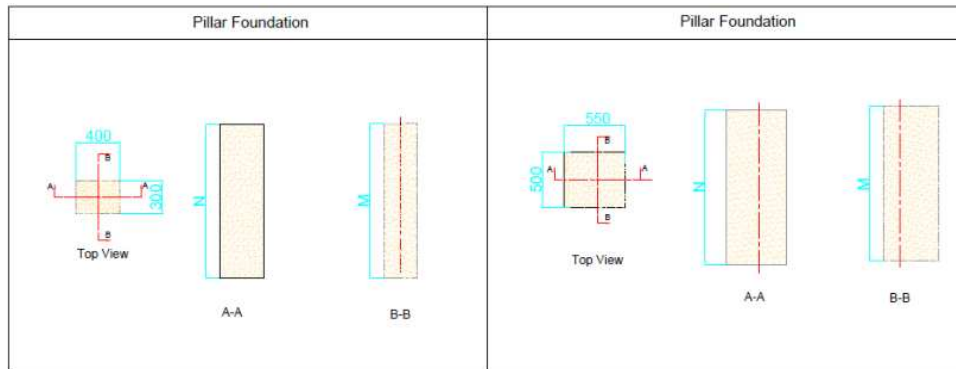 Pillar Foundation
400
B
A
A
300
B
Top View
N
A-A
M
B-B
Pillar Foundation
550
B
A
A
500
B
Top View
N
A-A
M
B-B